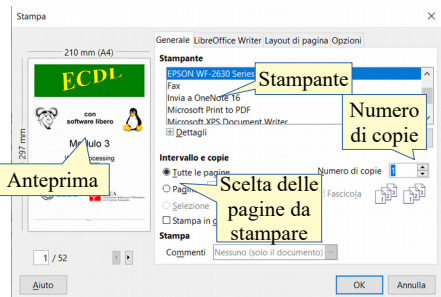 Stampa
Generale LibreOffice Writer Layout di pagina Opzioni
210 mm (A4)
297 mm
ECDL
con
software libero
Modulo 3
Anteprima
1 / 52
Stampante
EPSON WF-2630 Series
Fax
Invia a OneNote 16
Microsoft Print to PDF
Microsoft XPS Document Writer
Dettagli
Stampante
Numero
di copie
Intervallo e copie
Tutte le pagine
Numero di copie 1
Fascicola
Selezione
Stampa in
Scelta delle
pagine da
stampare
Stampa
Commenti Nessuno (solo il documento)
Aiuto
OK
Annulla